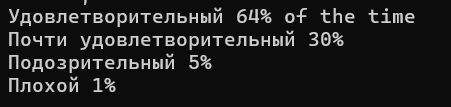 Удовлетворительный 64% of the time
Почти удовлетворительный 30%
Подозрительный 5%
Плохой 1%